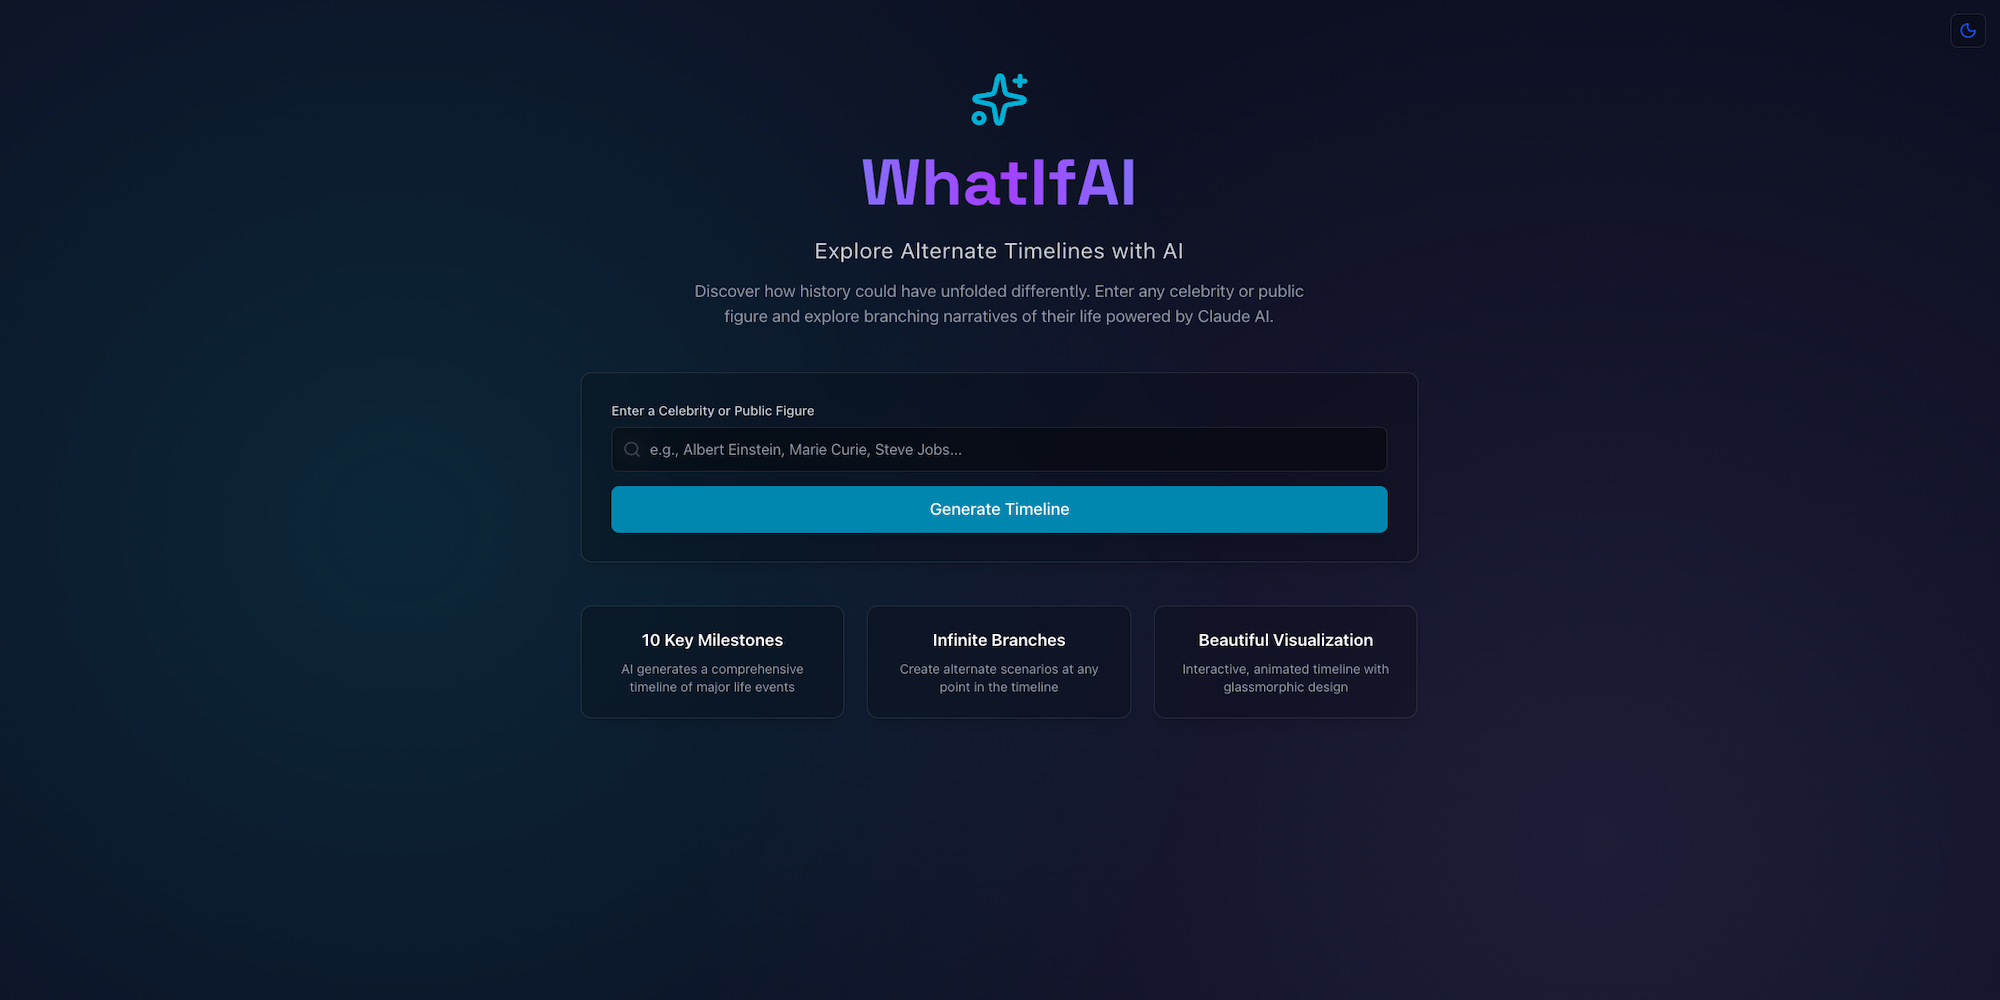 WhatIfAI
Explore Alternate Timelines with AI
Discover how history could have unfolded differently. Enter any celebrity or public
figure and explore branching narratives of their life powered by Claude AI.
Enter a Celebrity or Public Figure
e.g., Albert Einstein, Marie Curie, Steve Jobs...
Generate Timeline
10 Key Milestones
AI generates a comprehensive
timeline of major life events
Infinite Branches
Create alternate scenarios at any
point in the timeline
Beautiful Visualization
Interactive, animated timeline with
glassmorphic design